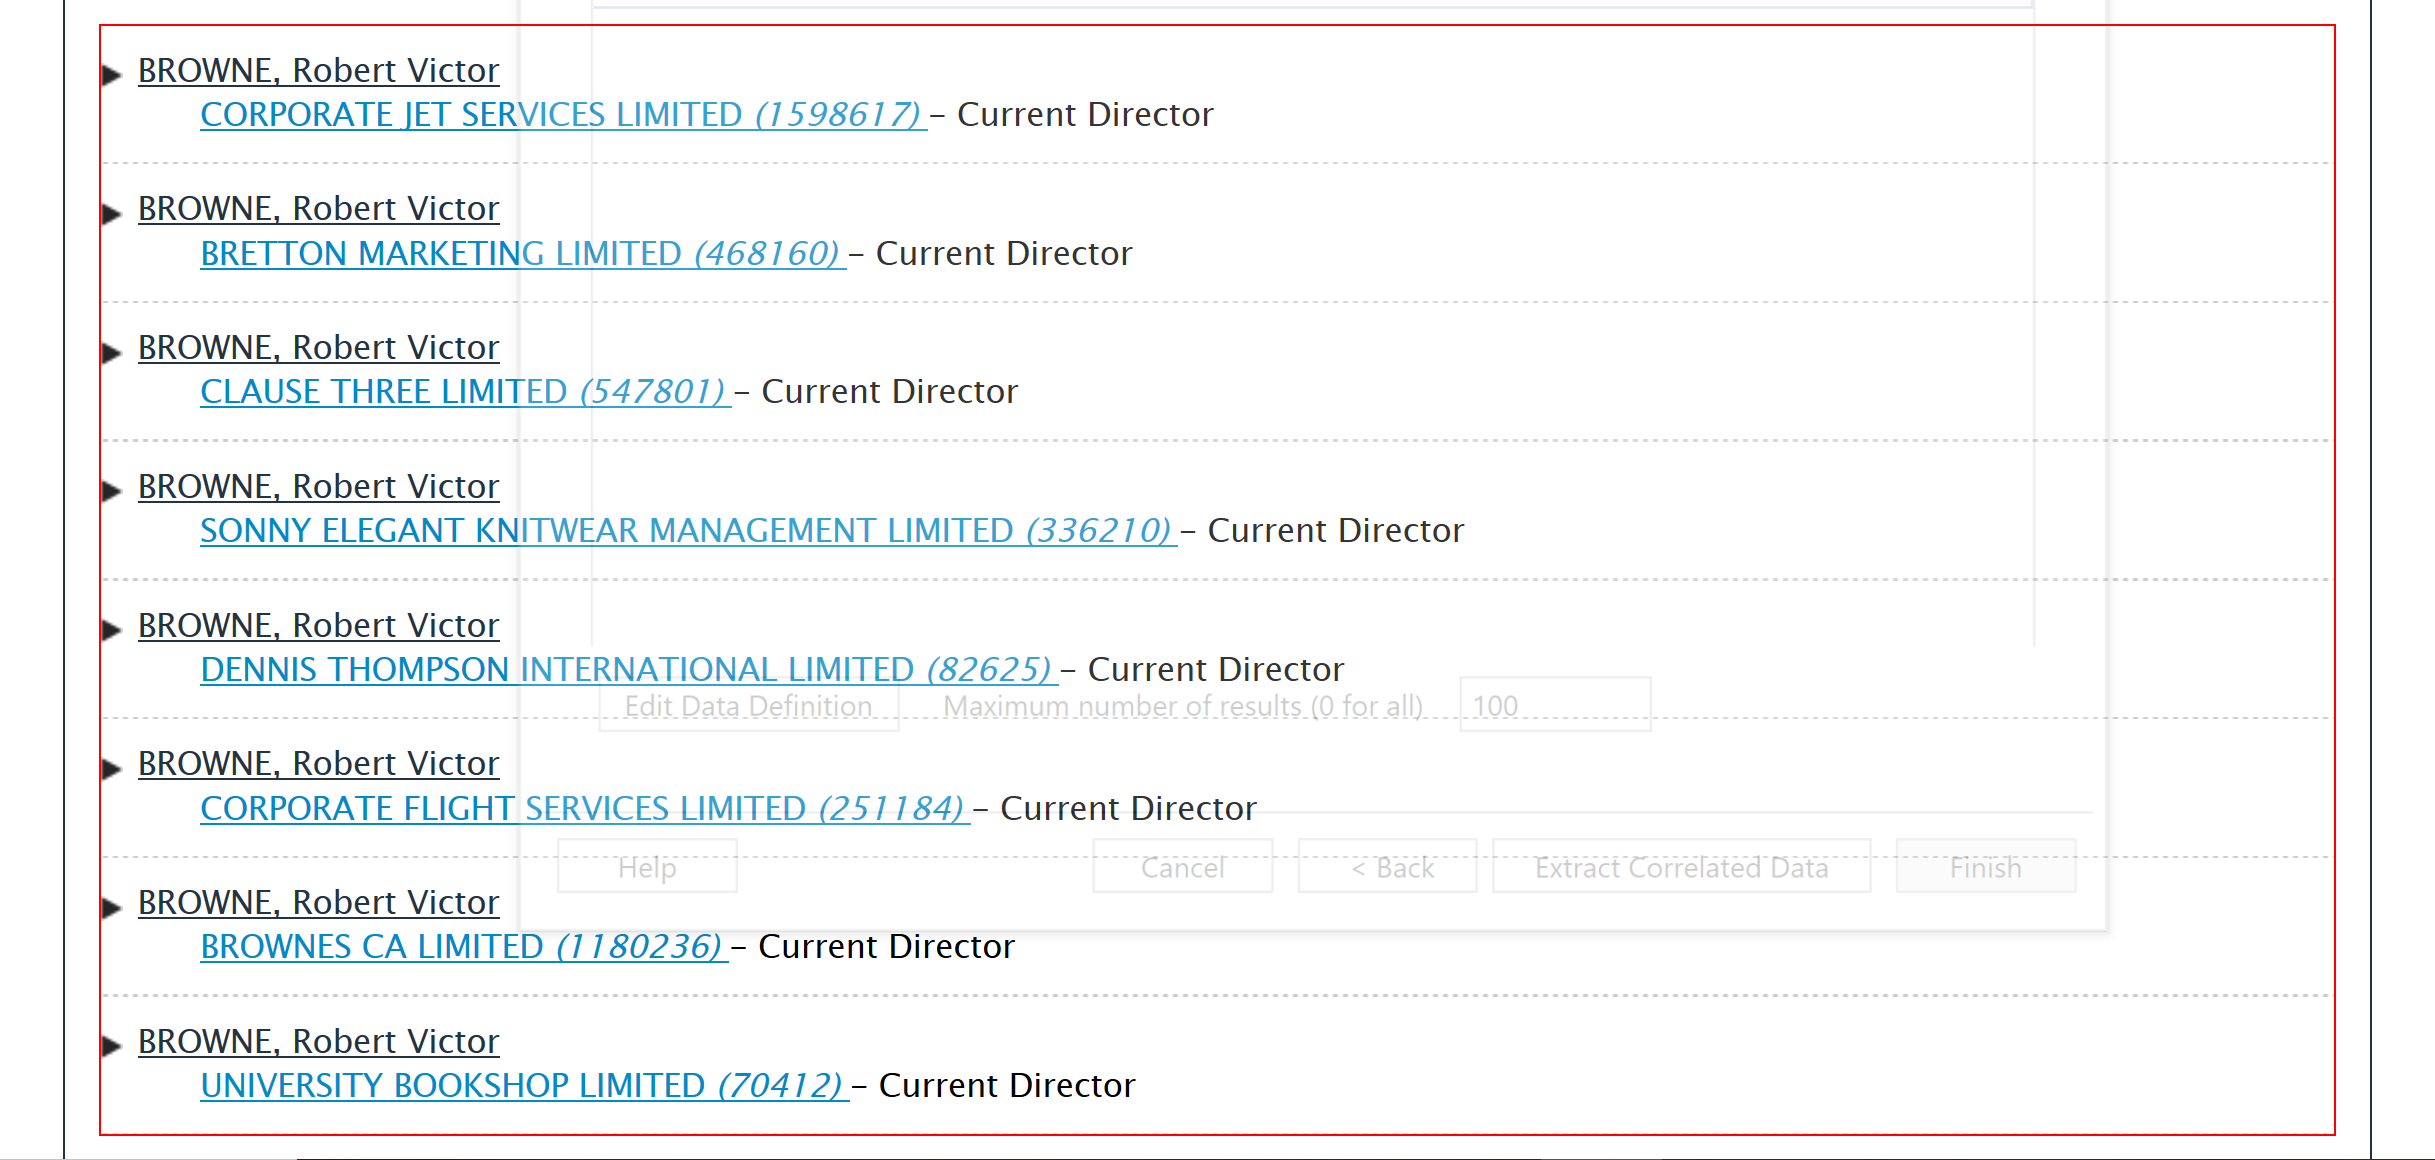 BROWNE, Robert Victor
CORPORATE JET SERVICES LIMITED (1598617) – Current Director
BROWNE, Robert Victor
BRETTON MARKETING LIMITED (468160) – Current Director
BROWNE, Robert Victor
CLAUSE THREE LIMITED (547801) – Current Director
BROWNE, Robert Victor
SONNY ELEGANT KNITWEAR MANAGEMENT LIMITED (336210) – Current Director
BROWNE, Robert Victor
DENNIS THOMPSON INTERNATIONAL LIMITED (82625) – Current Director
Edit Data Definition Maximum number of results (0 for all) 100
BROWNE, Robert Victor
CORPORATE FLIGHT SERVICES LIMITED (251184) – Current Director
Help Cancel < Back Extract Correlated Data Finish
BROWNE, Robert Victor
BROWNES CA LIMITED (1180236) – Current Director
BROWNE, Robert Victor
UNIVERSITY BOOKSHOP LIMITED (70412) – Current Director